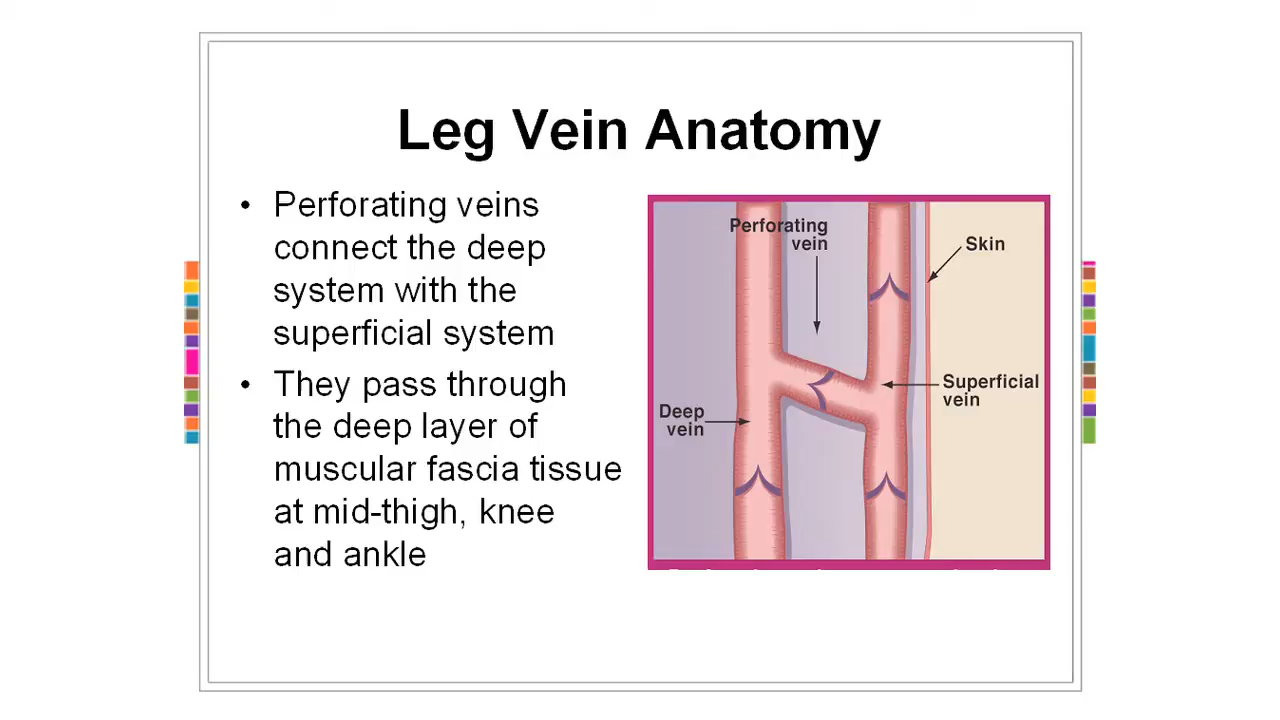 Leg Vein Anatomy
• Perforating veins
connect the deep
system with the
superficial system
• They pass through
the deep layer of
muscular fascia tissue
at mid-thigh, knee
and ankle
Perforating
vein
Skin
Superficial
vein
Deep
vein